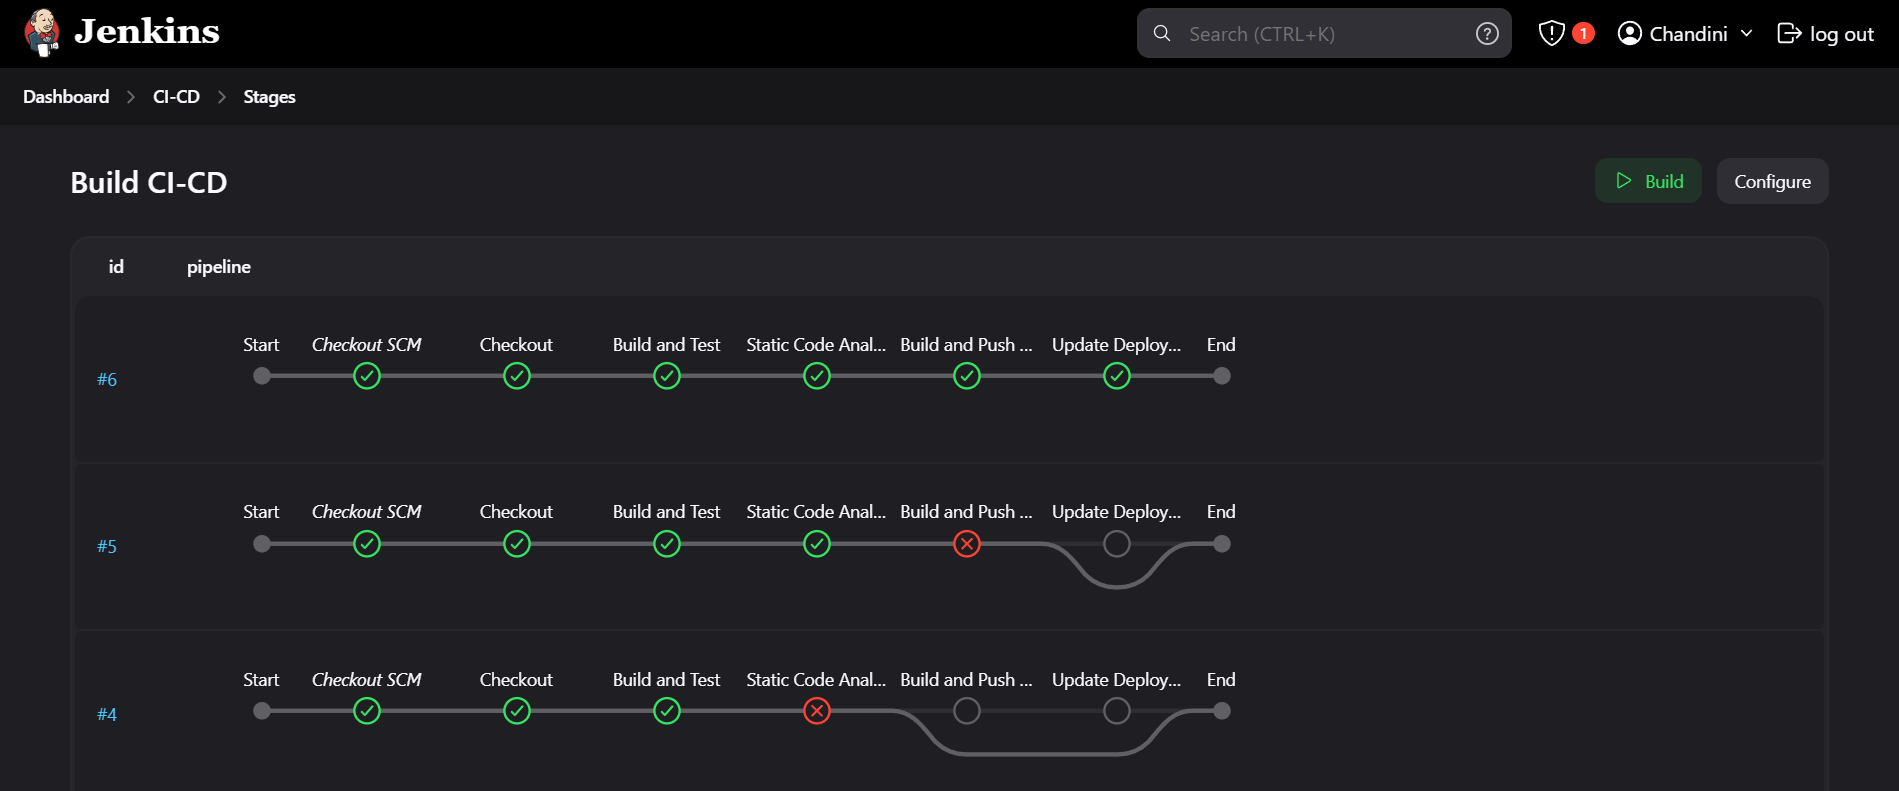 Jenkins
Search (CTRL+K)
1
Chandini
log out
Dashboard > CI-CD > Stages
Build CI-CD
Build
Configure
id pipeline
Start Checkout SCM Checkout Build and Test Static Code Anal... Build and Push ... Update Deploy... End
#6
Start Checkout SCM Checkout Build and Test Static Code Anal... Build and Push ... Update Deploy... End
#5
Start Checkout SCM Checkout Build and Test Static Code Anal... Build and Push ... Update Deploy... End
#4